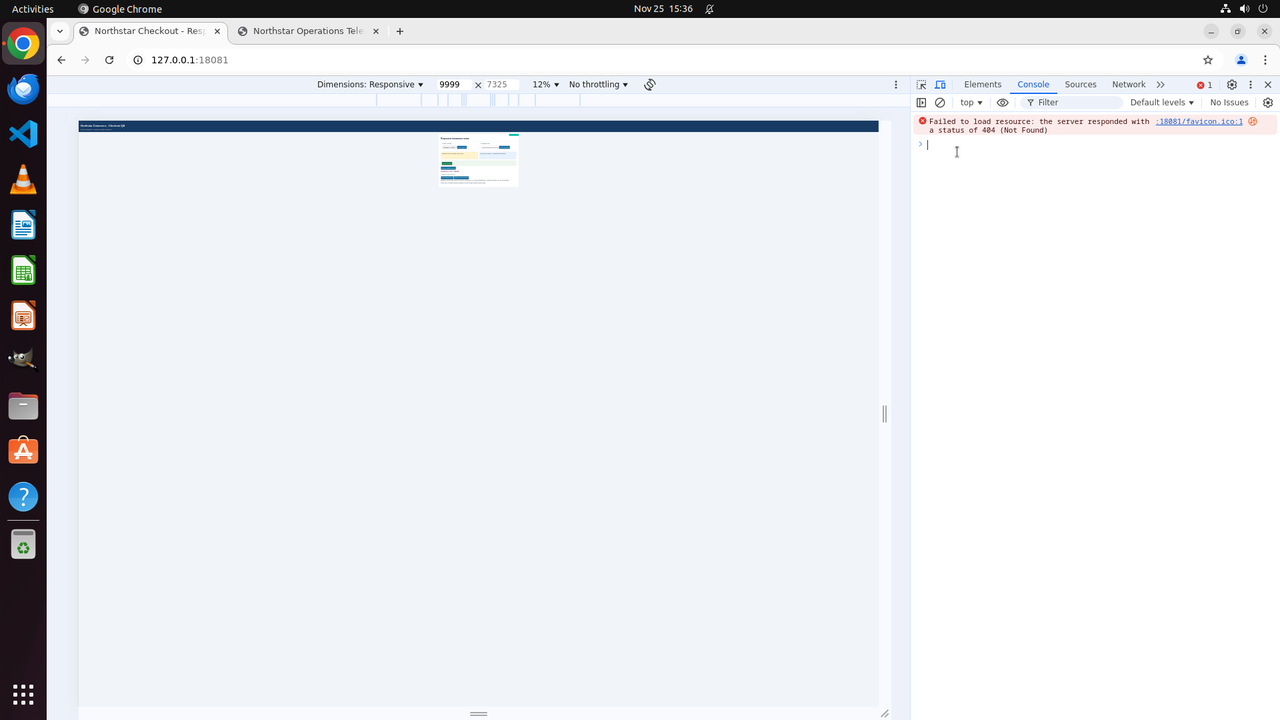 Activities
Google Chrome
Nov 25 15:36
Northstar Checkout - Resp
Northstar Operations Tele
127.0.0.1:18081
Dimensions: Responsive
9999
×
7325
12%
No throttling
Elements
Console
Sources
Network
1
top
Filter
Default levels
No Issues
Failed to load resource: the server responded with :18081/favicon.ico:1
a status of 404 (Not Found)